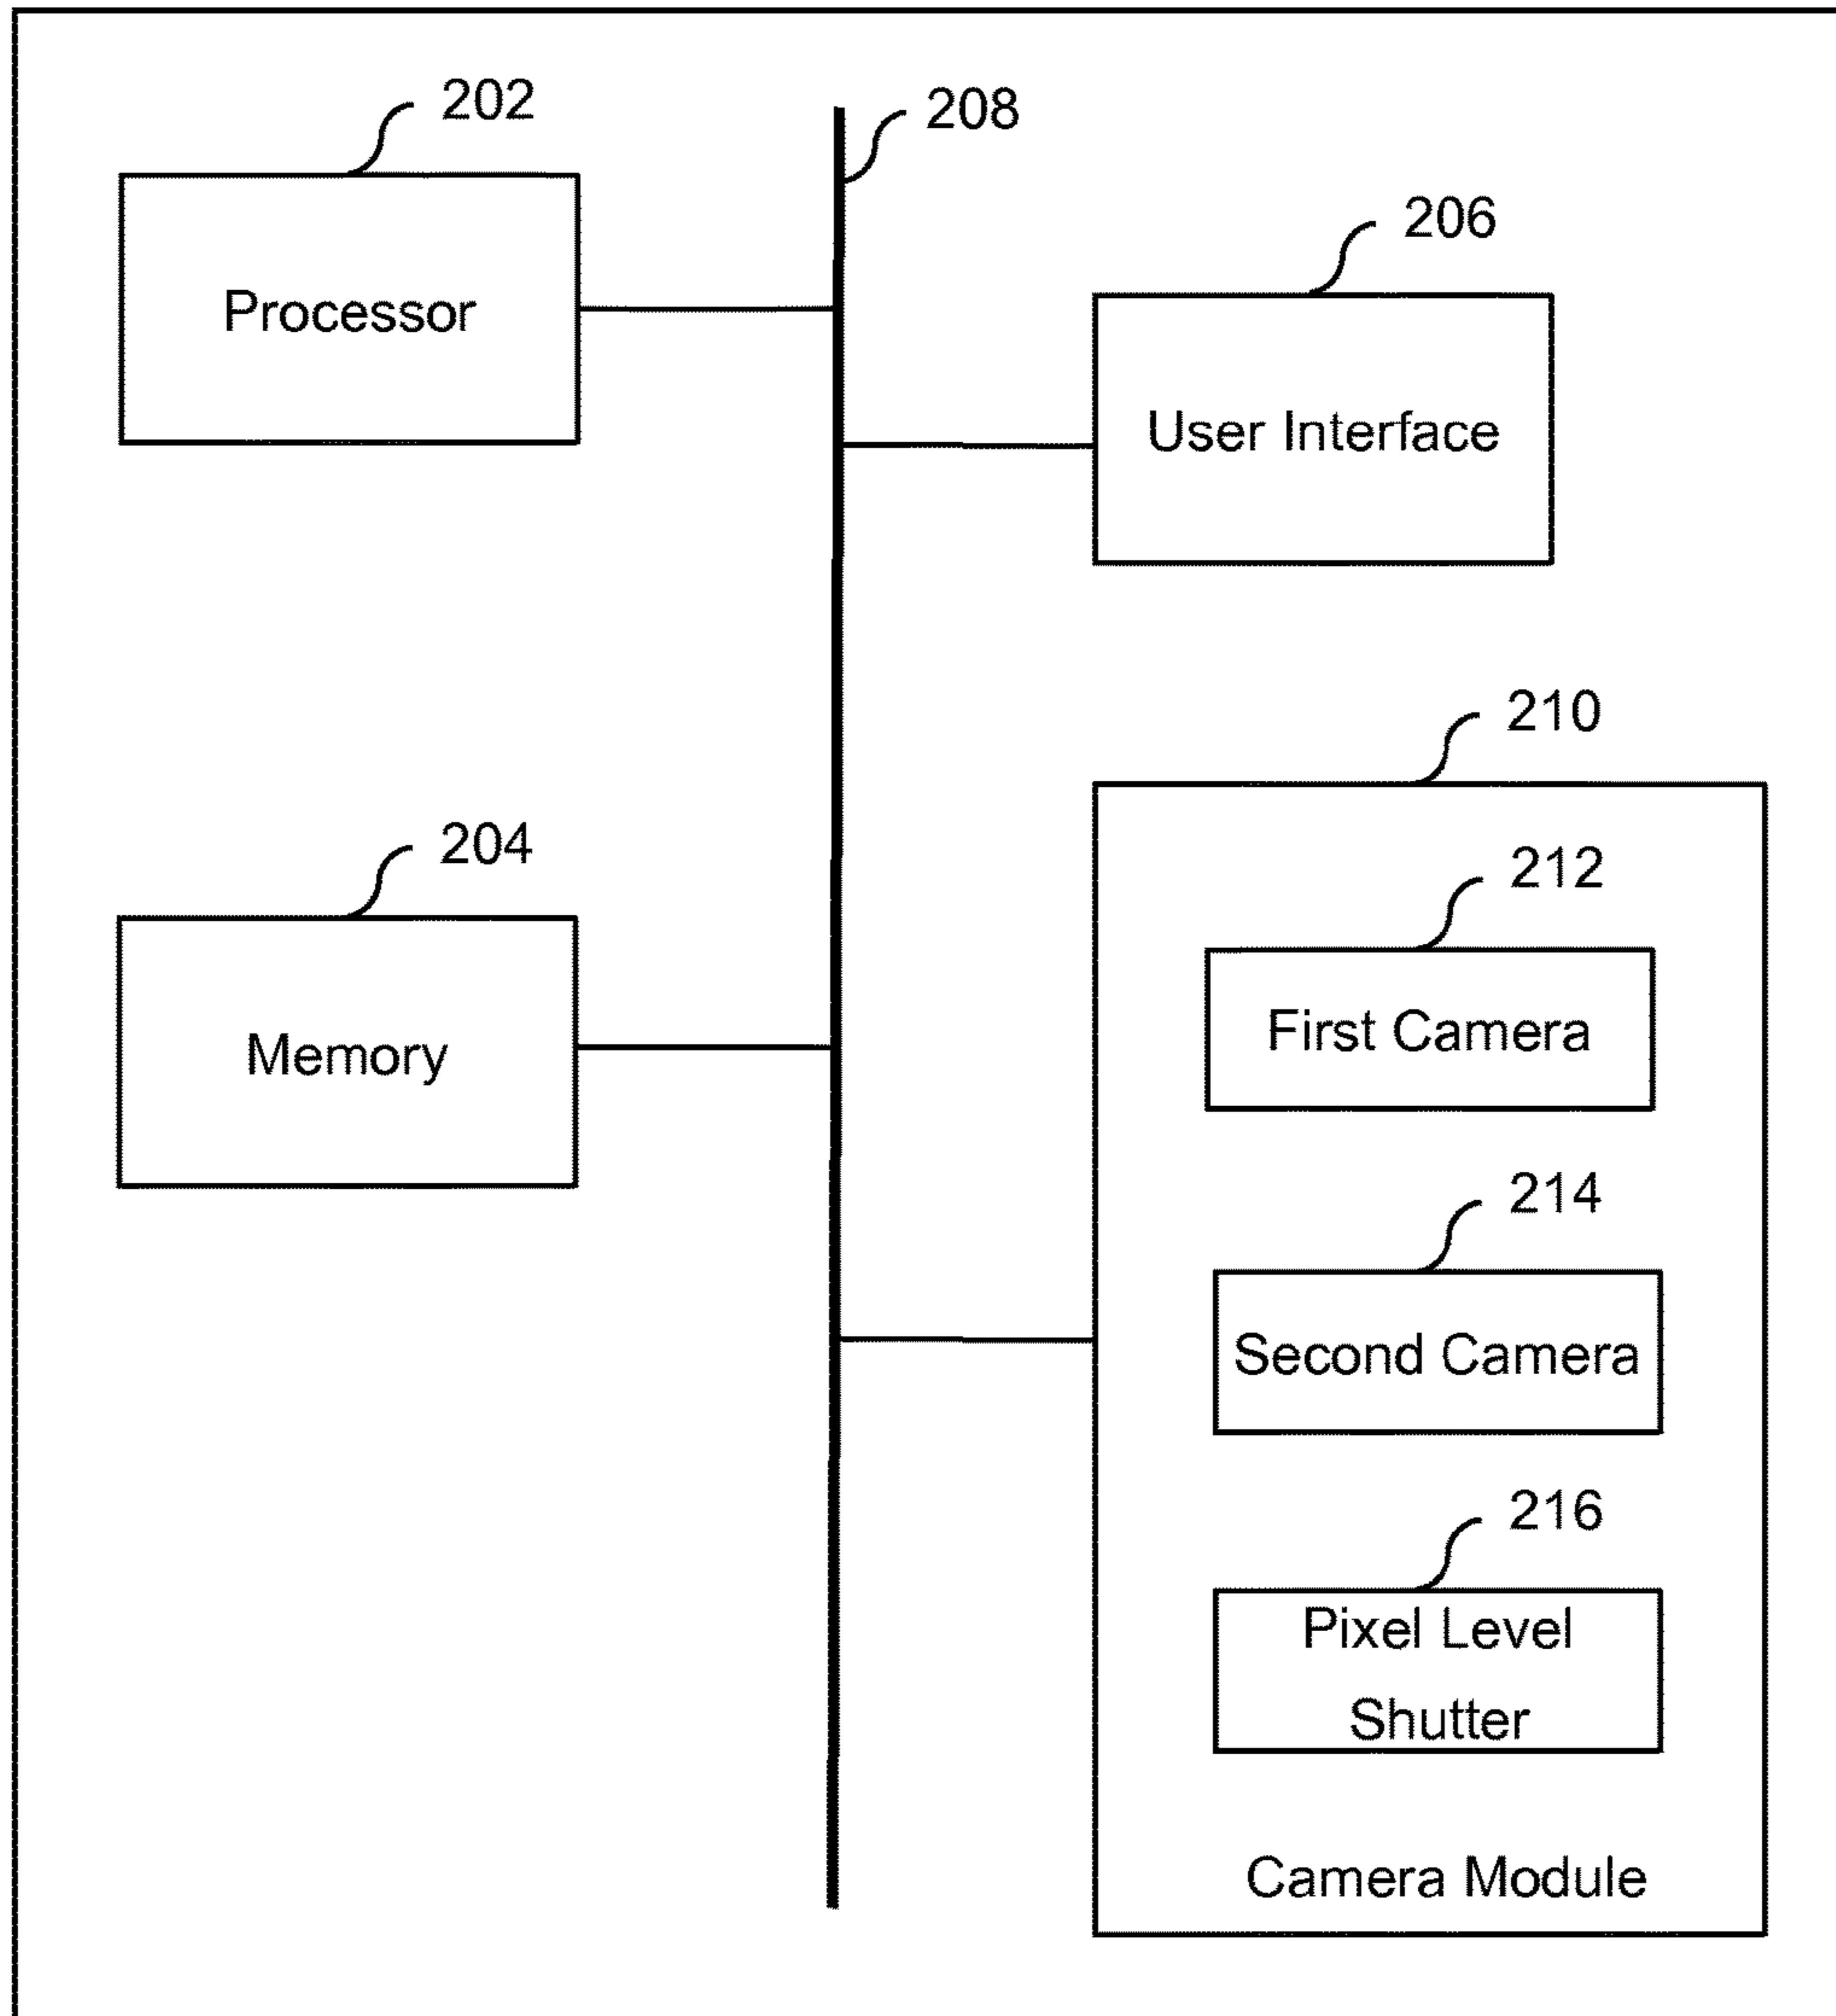 202
208
Processor
206
User Interface
210
204
Memory
212
First Camera
214
Second Camera
216
Pixel Level
Shutter
Camera Module